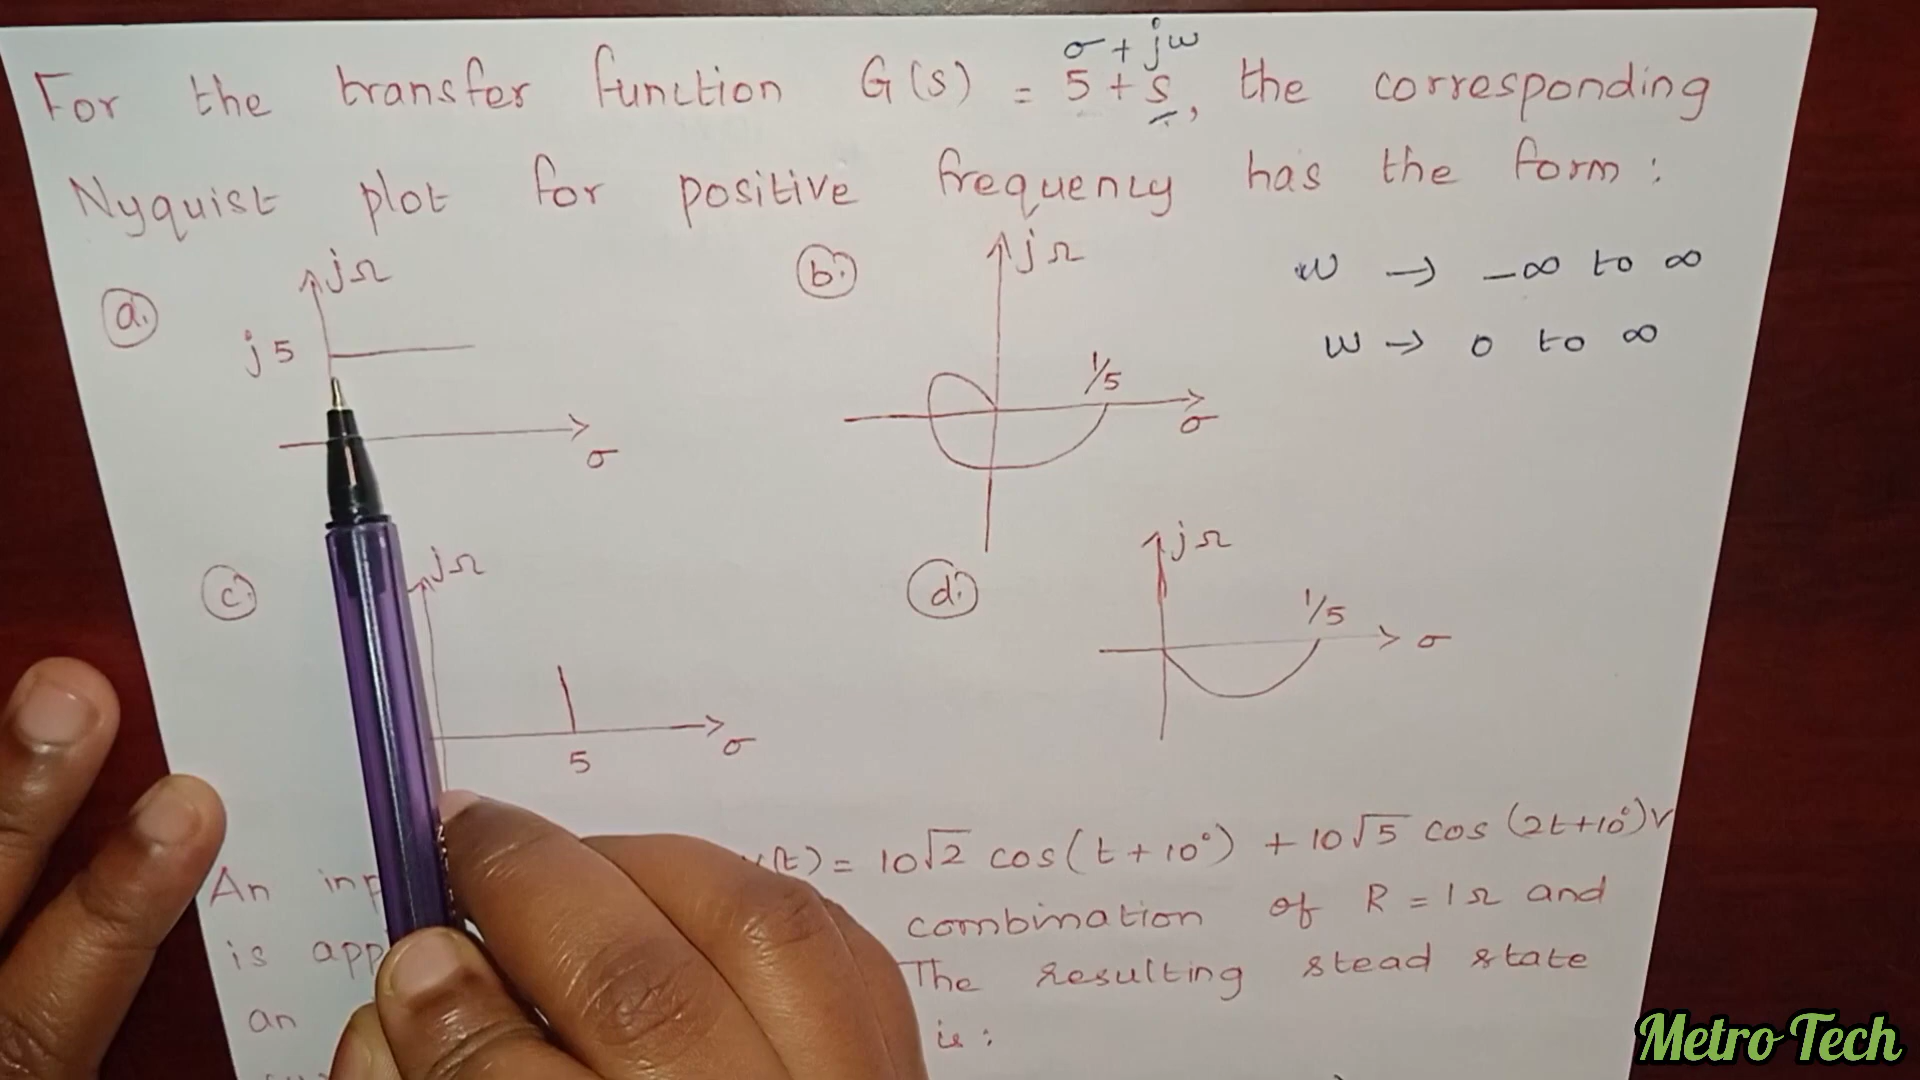 σ + jω
For the transfer function G(s) = 5 + s, the corresponding
Nyquist plot for positive frequency has the form :
a.
jΩ
j5
σ
b.
jΩ
1/5
σ
ω → -∞ to ∞
ω → 0 to ∞
c.
jΩ
5
σ
d.
jΩ
1/5
σ
An (t) = 10√2 cos(t + 10°) + 10√5 cos (2t+10°)V
is combination of R = 1Ω and
an The resulting stead state
is :
Metro Tech